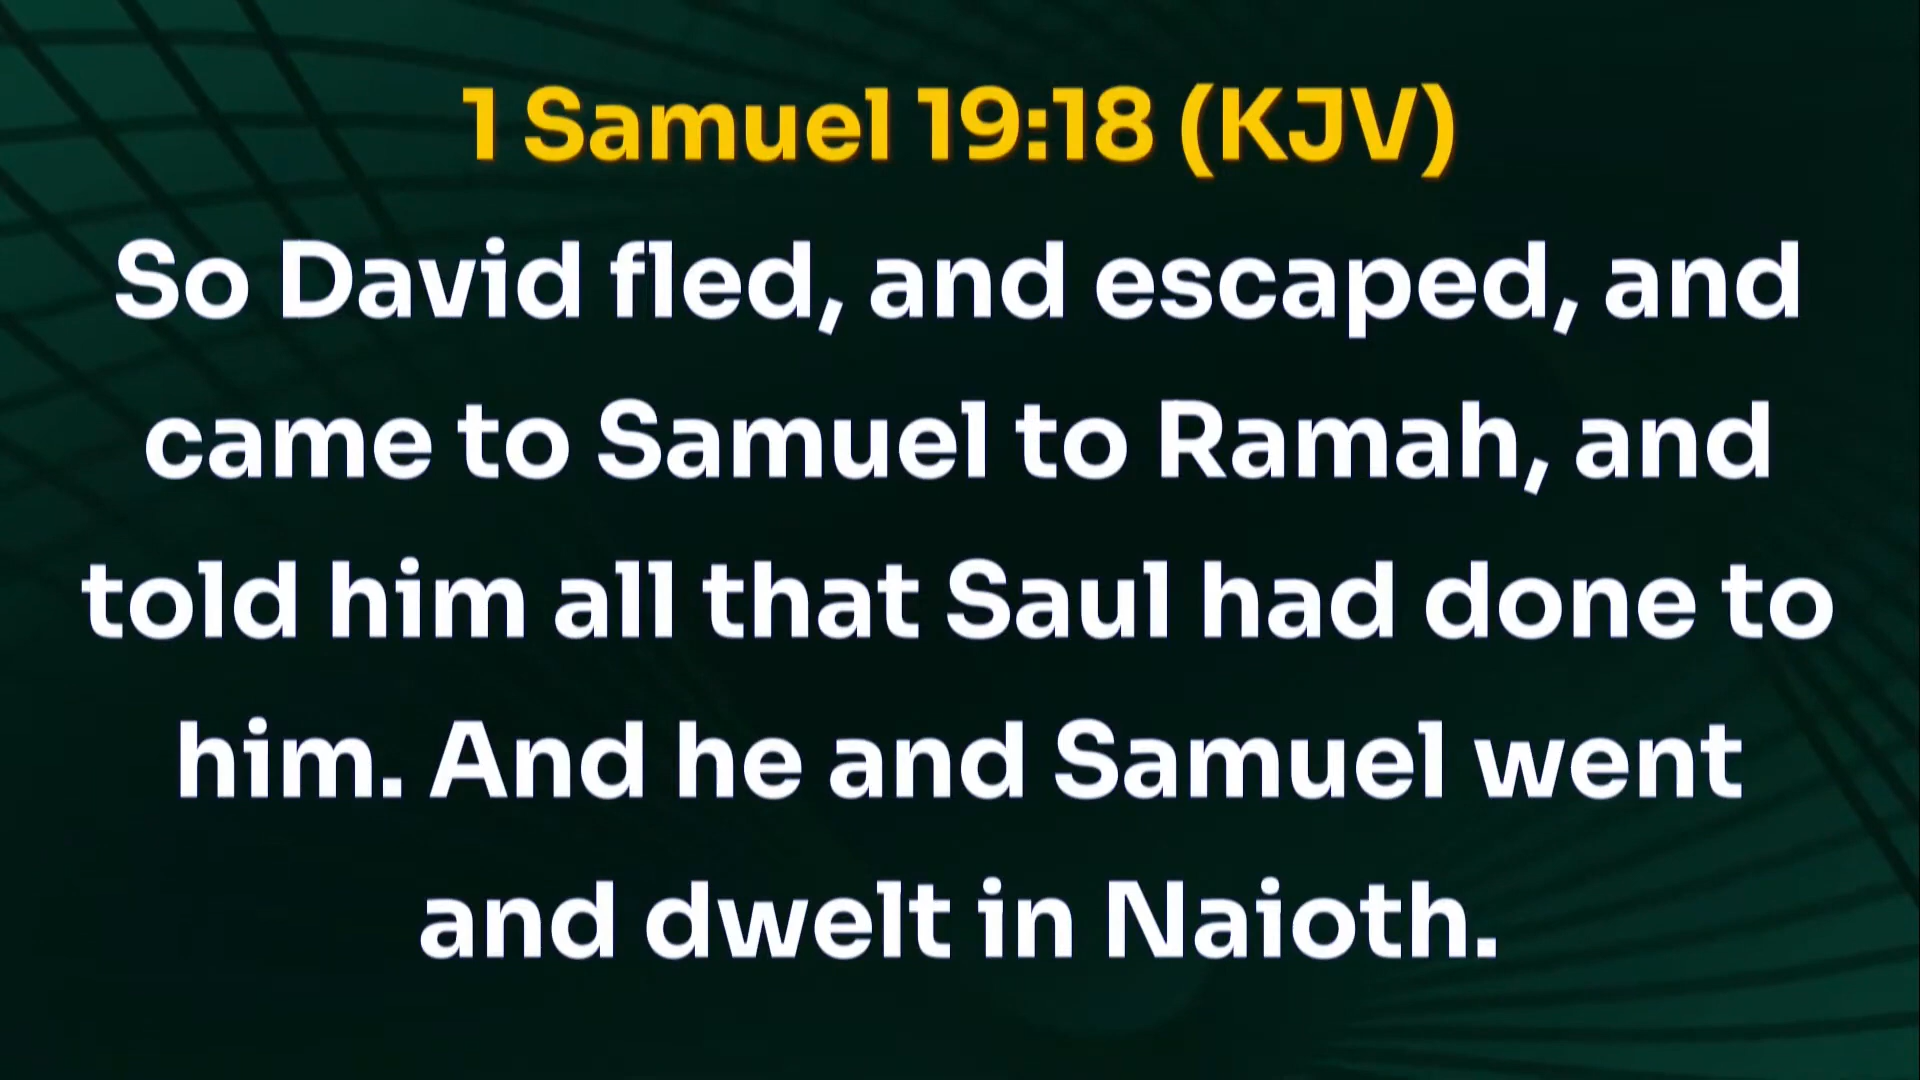 1 Samuel 19:18 (KJV)
So David fled, and escaped, and
came to Samuel to Ramah, and
told him all that Saul had done to
him. And he and Samuel went
and dwelt in Naioth.